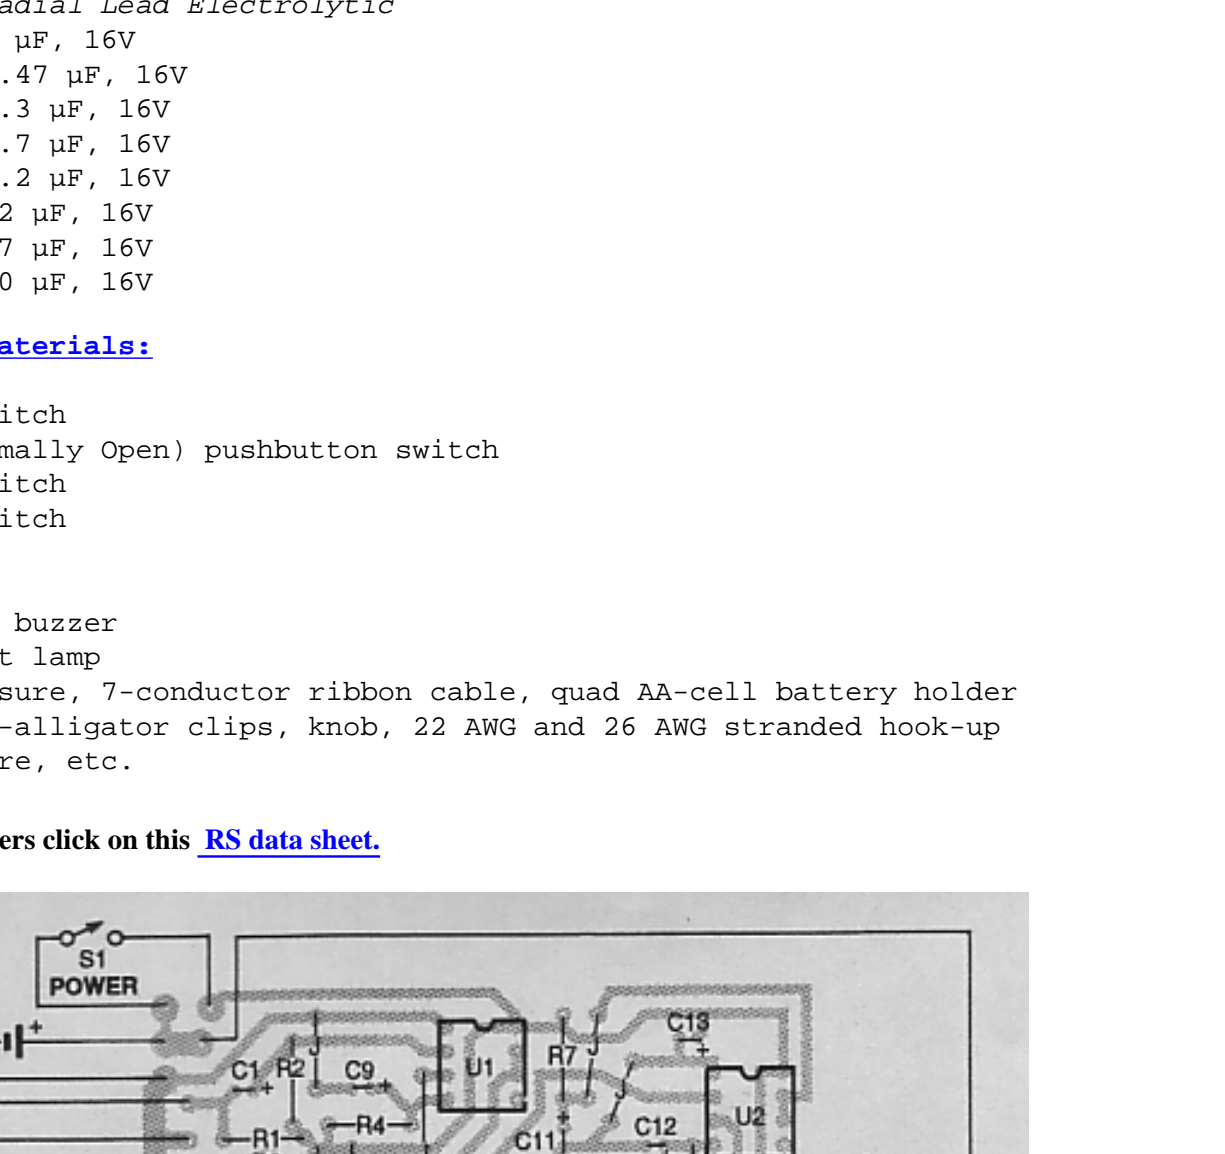 adial Lead Electrolytic
µF, 16V
.47 µF, 16V
.3 µF, 16V
.7 µF, 16V
.2 µF, 16V
2 µF, 16V
7 µF, 16V
0 µF, 16V
aterials:
itch
mally Open) pushbutton switch
itch
itch
buzzer
t lamp
sure, 7-conductor ribbon cable, quad AA-cell battery holder
-alligator clips, knob, 22 AWG and 26 AWG stranded hook-up
re, etc.
ers click on this RS data sheet.
S1
POWER
+
C13
+
J J
R7
C1 R2 C9 U1
+ +
U2
R1 R4 C11 + C12